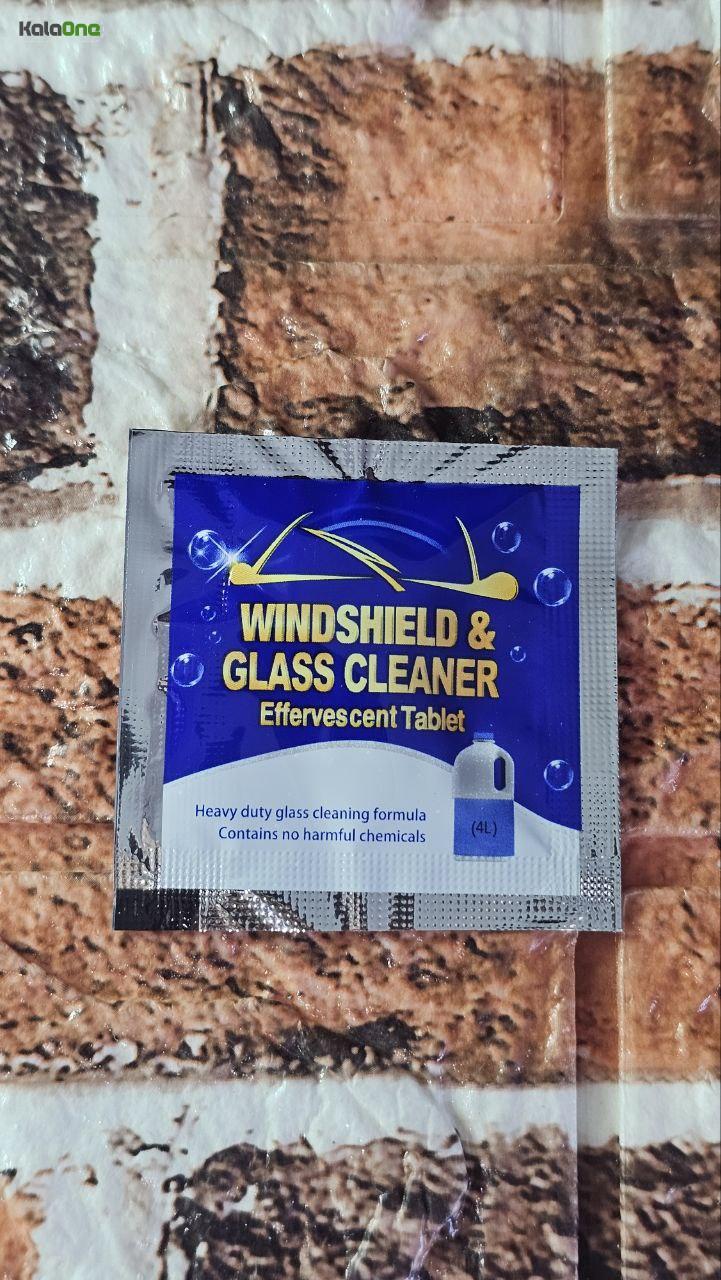 KalaOne
WINDSHIELD &
GLASS CLEANER
Effervescent Tablet
Heavy duty glass cleaning formula
Contains no harmful chemicals
(4L)